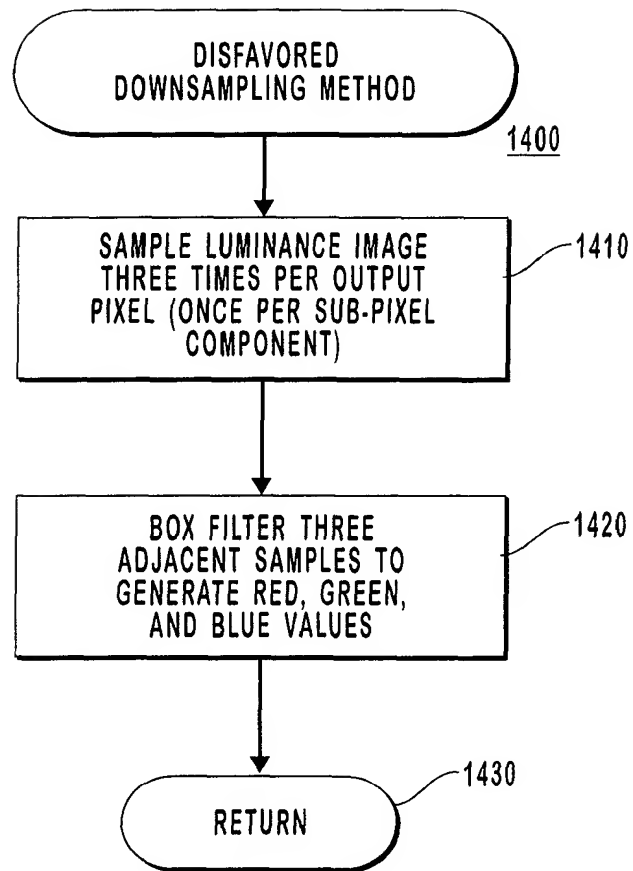 DISFAVORED
DOWNSAMPLING METHOD
1400
SAMPLE LUMINANCE IMAGE
THREE TIMES PER OUTPUT
PIXEL (ONCE PER SUB-PIXEL
COMPONENT)
1410
BOX FILTER THREE
ADJACENT SAMPLES TO
GENERATE RED, GREEN,
AND BLUE VALUES
1420
RETURN
1430